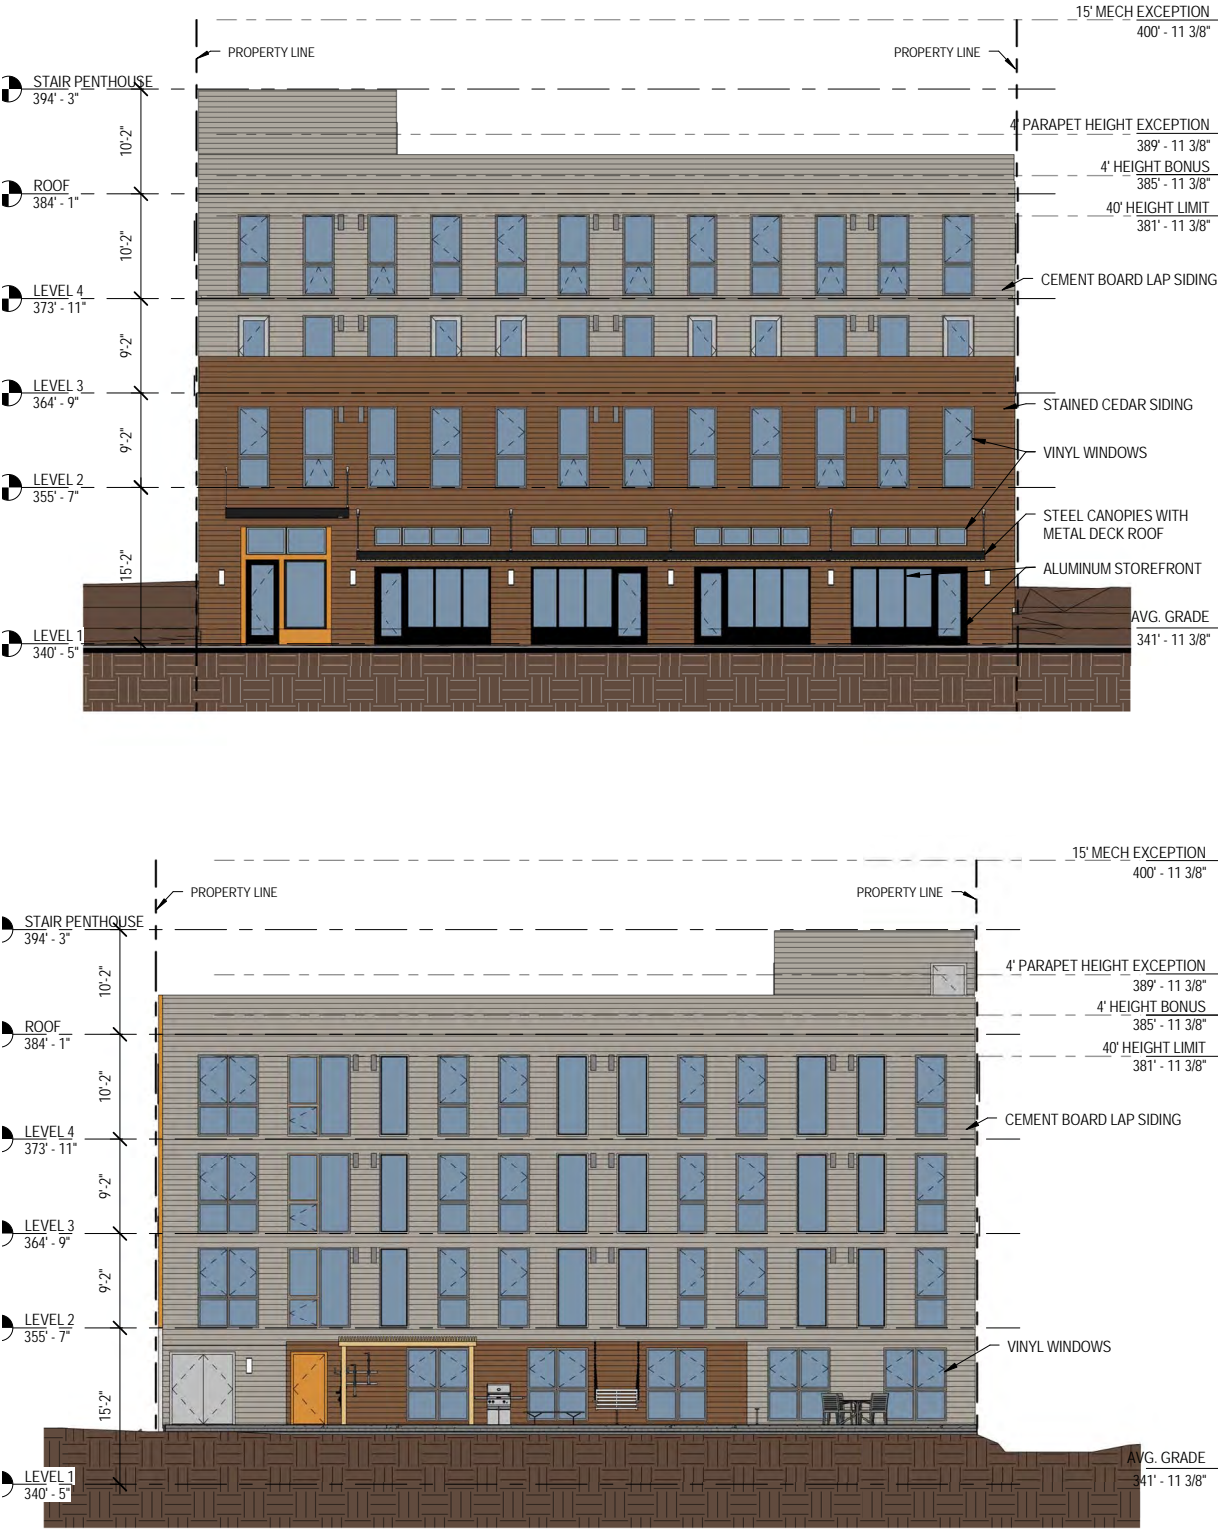 15' MECH EXCEPTION
400' - 11 3/8"
PROPERTY LINE
PROPERTY LINE
STAIR PENTHOUSE
394' - 3"
4' PARAPET HEIGHT EXCEPTION
389' - 11 3/8"
10'-2"
4' HEIGHT BONUS
385' - 11 3/8"
ROOF
384' - 1"
40' HEIGHT LIMIT
381' - 11 3/8"
10'-2"
CEMENT BOARD LAP SIDING
LEVEL 4
373' - 11"
9'-2"
LEVEL 3
364' - 9"
STAINED CEDAR SIDING
9'-2"
VINYL WINDOWS
LEVEL 2
355' - 7"
STEEL CANOPIES WITH
METAL DECK ROOF
15'-2"
ALUMINUM STOREFRONT
AVG. GRADE
341' - 11 3/8"
LEVEL 1
340' - 5"
15' MECH EXCEPTION
400' - 11 3/8"
PROPERTY LINE
PROPERTY LINE
STAIR PENTHOUSE
394' - 3"
4' PARAPET HEIGHT EXCEPTION
389' - 11 3/8"
10'-2"
4' HEIGHT BONUS
385' - 11 3/8"
ROOF
384' - 1"
40' HEIGHT LIMIT
381' - 11 3/8"
10'-2"
CEMENT BOARD LAP SIDING
LEVEL 4
373' - 11"
9'-2"
LEVEL 3
364' - 9"
9'-2"
LEVEL 2
355' - 7"
VINYL WINDOWS
15'-2"
AVG. GRADE
341' - 11 3/8"
LEVEL 1
340' - 5"